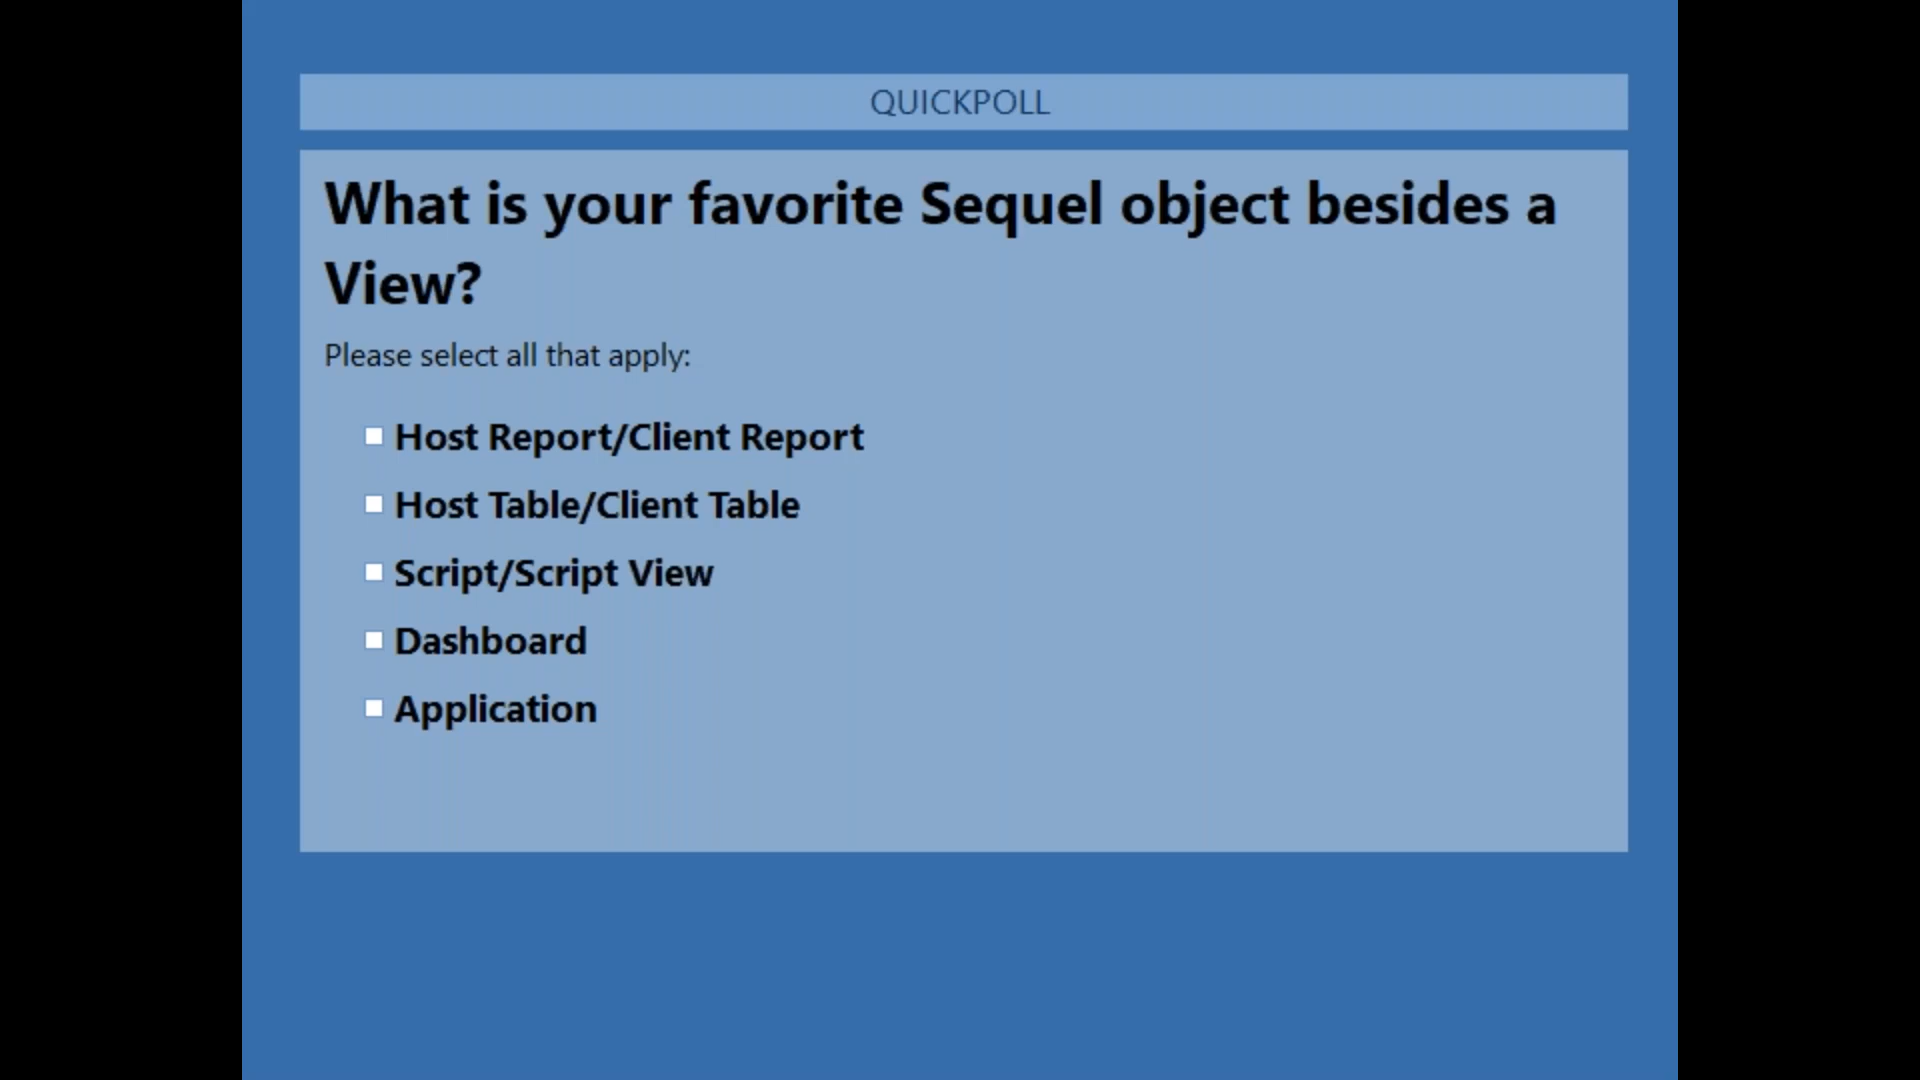 QUICKPOLL
What is your favorite Sequel object besides a
View?
Please select all that apply:
Host Report/Client Report
Host Table/Client Table
Script/Script View
Dashboard
Application